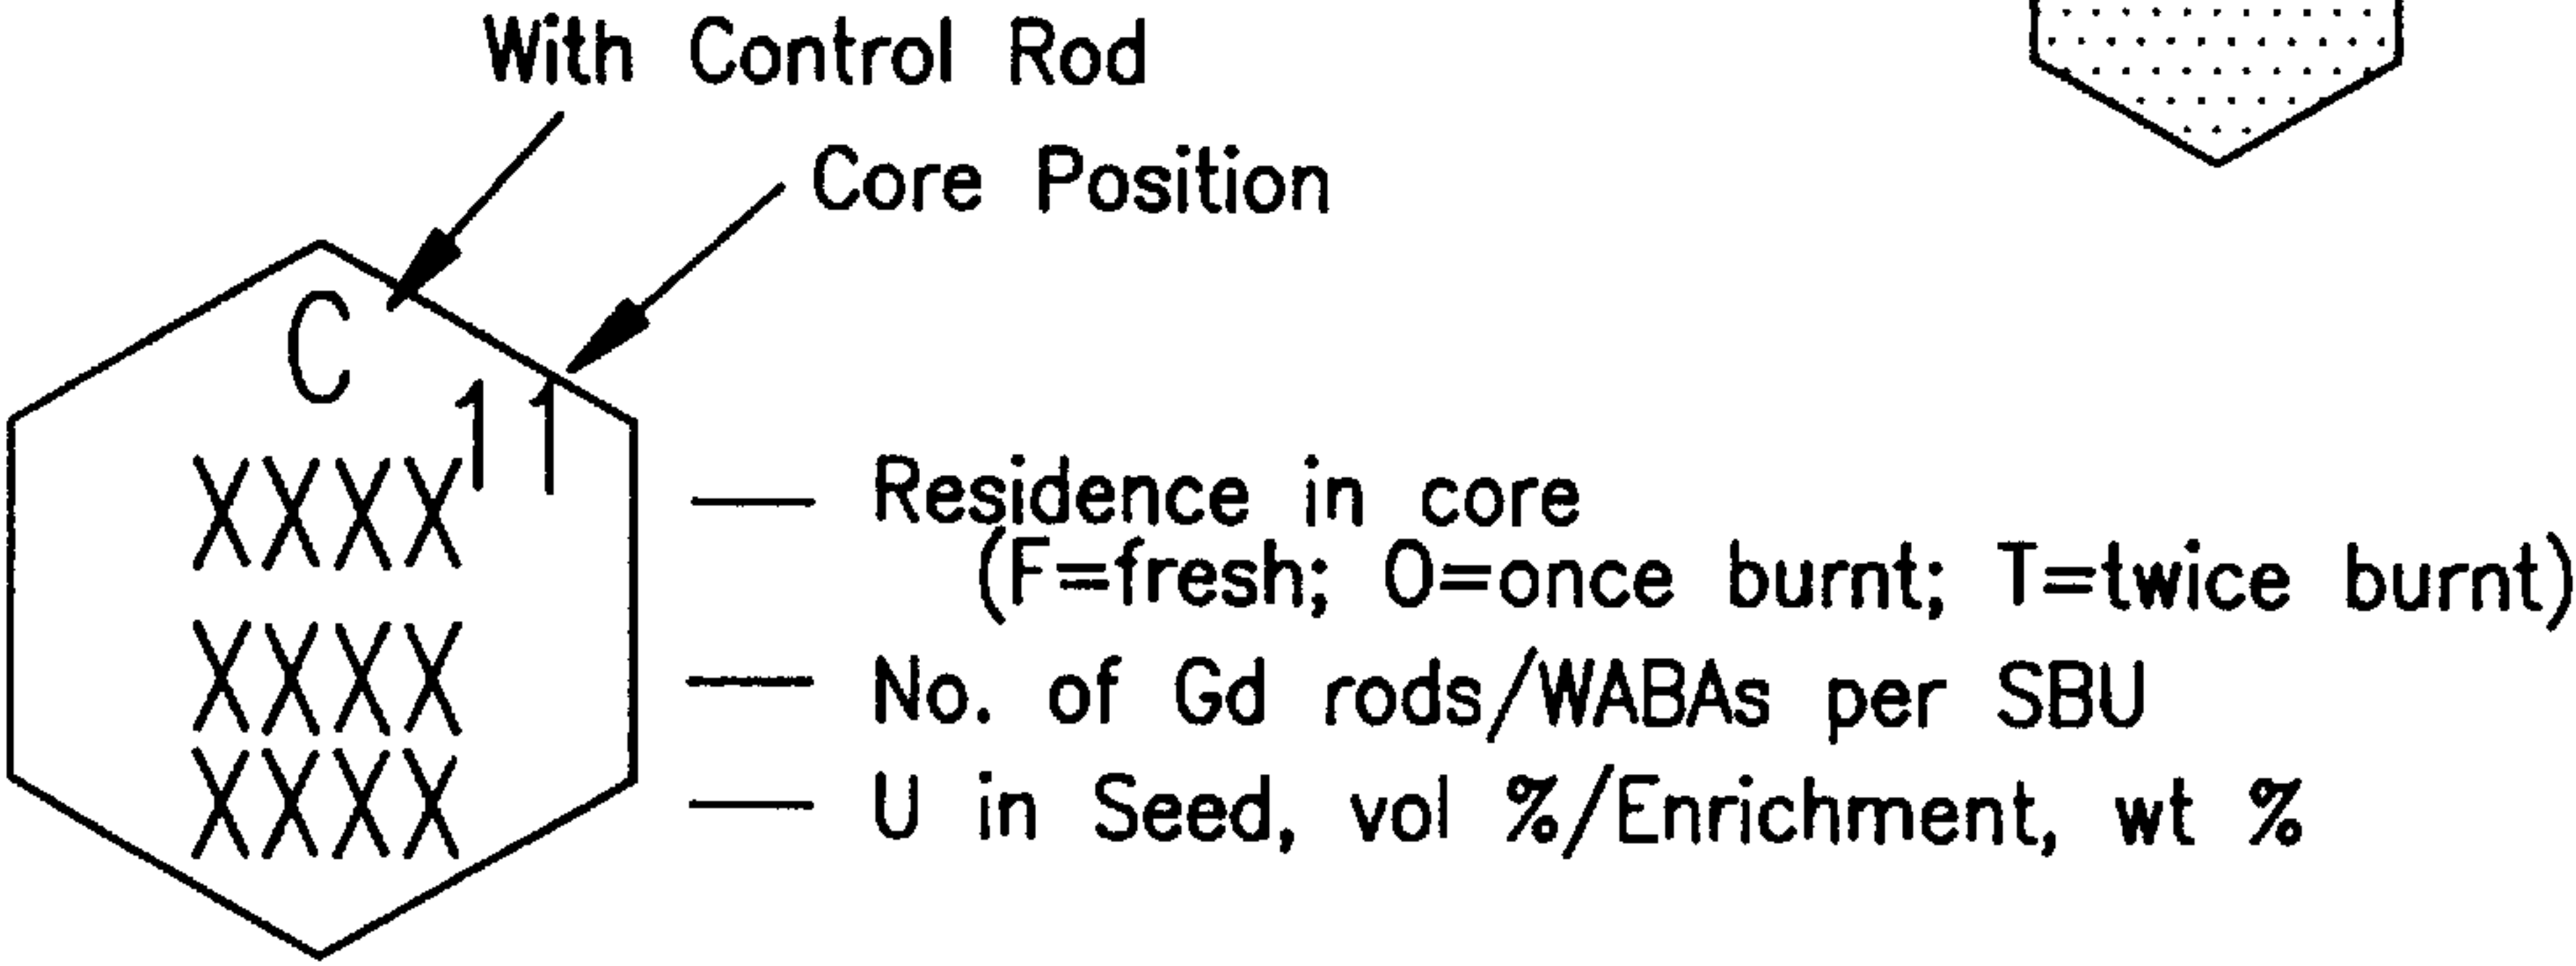 With Control Rod
Core Position
C
11
XXXX
Residence in core
(F=fresh; O=once burnt; T=twice burnt)
XXXX
No. of Gd rods/WABAs per SBU
XXXX
U in Seed, vol %/Enrichment, wt %